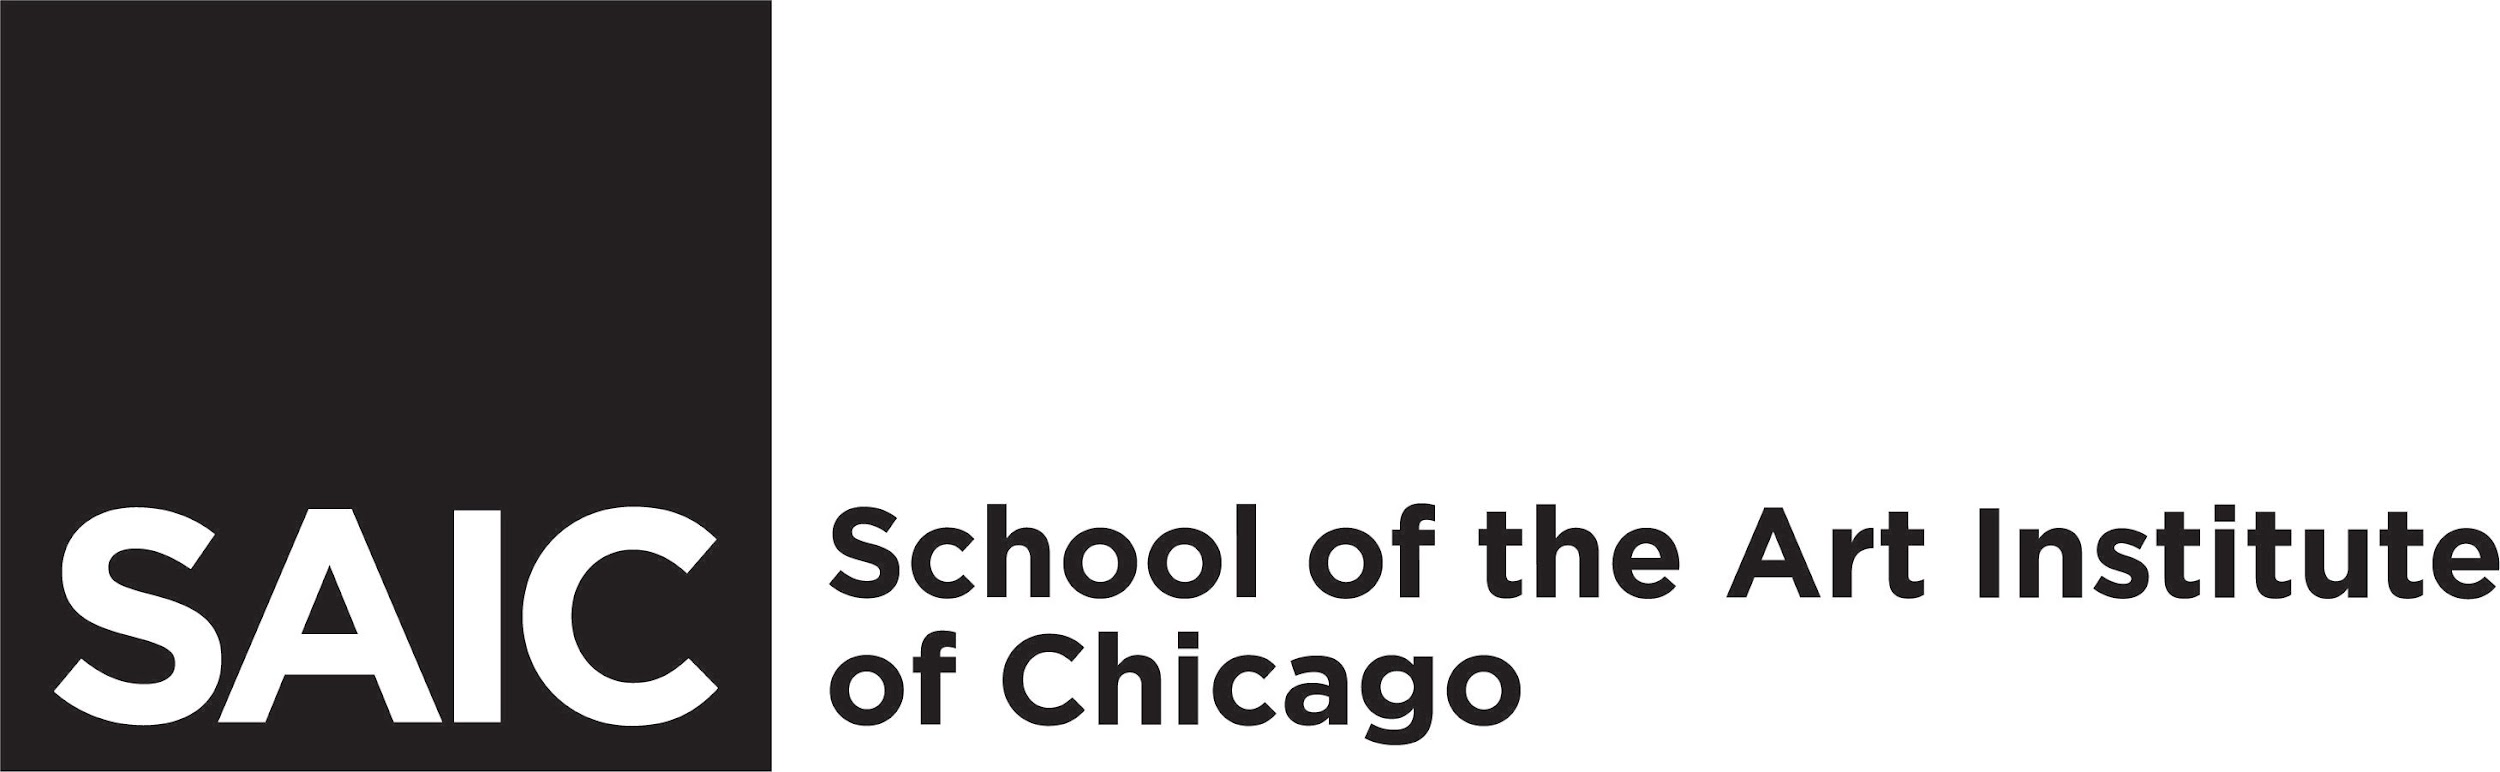 SAIC
School of the Art Institute
of Chicago